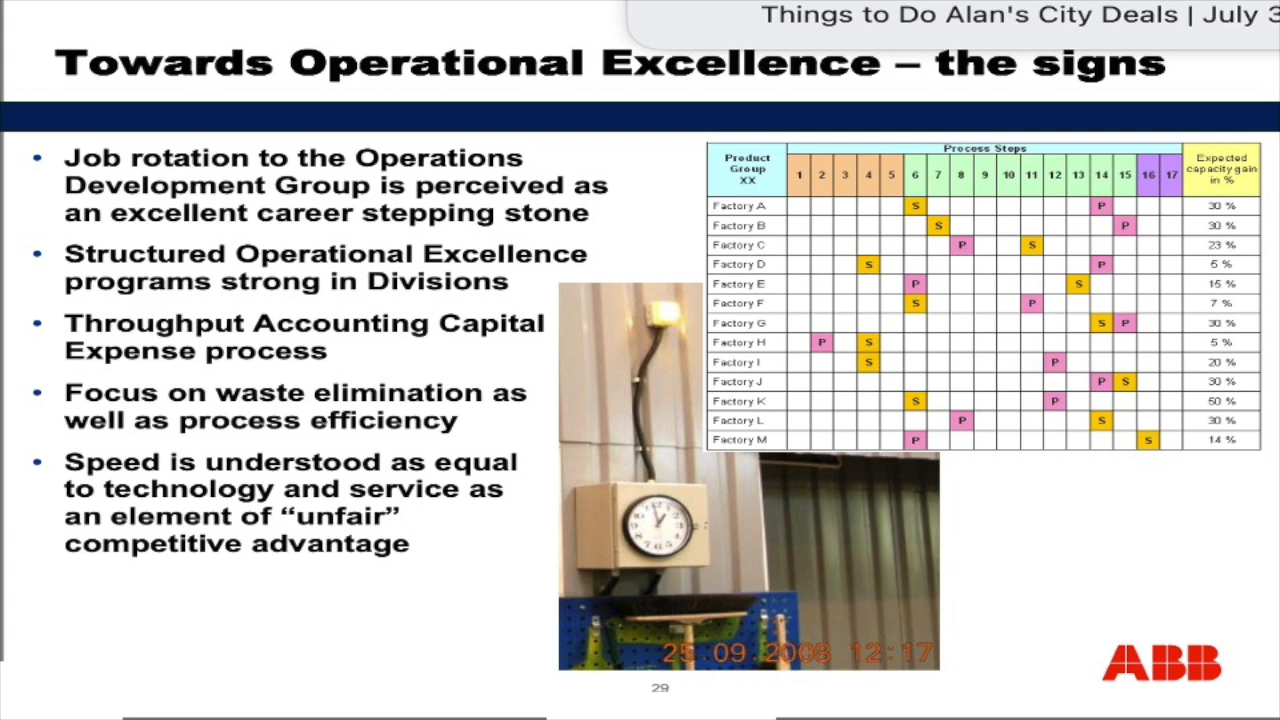 Things to Do Alan's City Deals | July 3
Towards Operational Excellence – the signs
• Job rotation to the Operations
Development Group is perceived as
an excellent career stepping stone
• Structured Operational Excellence
programs strong in Divisions
• Throughput Accounting Capital
Expense process
• Focus on waste elimination as
well as process efficiency
• Speed is understood as equal
to technology and service as
an element of “unfair”
competitive advantage
Process Steps
Product
Group
XX
1 2 3 4 5 6 7 8 9 10 11 12 13 14 15 16 17
Expected
capacity gain
in %
Factory A S P 30 %
Factory B S P 30 %
Factory C P S 23 %
Factory D S P 5 %
Factory E P S 15 %
Factory F S P 7 %
Factory G S P 30 %
Factory H P S 5 %
Factory I S P 20 %
Factory J P S 30 %
Factory K S P 50 %
Factory L P S 30 %
Factory M P S 14 %
25.09.2008 12:17
ABB
29